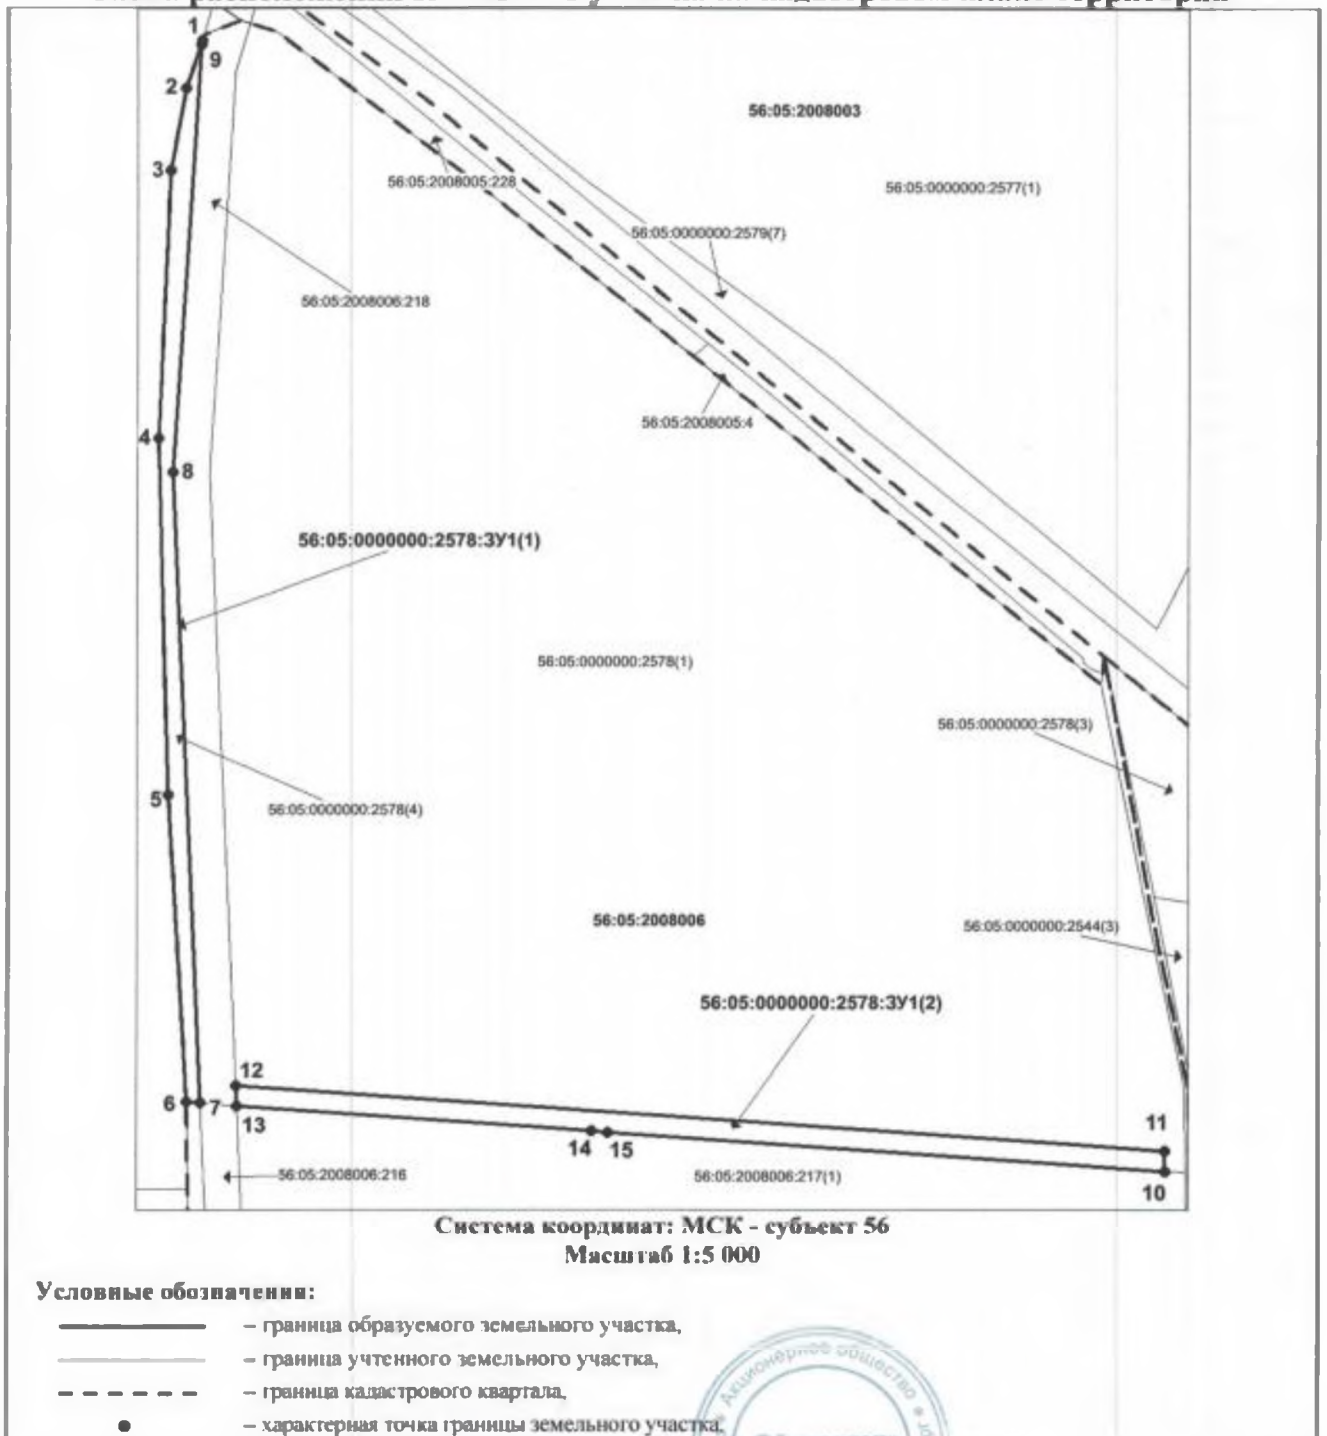 1
9
2
56:05:2008003
3
56:05:2008005:228
56:05:0000000:2577(1)
56:05:0000000:2579(7)
56:05:2008006:218
56:05:2008005:4
4
8
56:05:0000000:2578:ЗУ1(1)
56:05:0000000:2578(1)
56:05:0000000:2578(3)
5
56:05:0000000:2578(4)
56:05:2008006
56:05:0000000:2544(3)
56:05:0000000:2578:ЗУ1(2)
12
6
7
13
11
14
15
56:05:2008006:216
56:05:2008006:217(1)
10
Система координат: МСК - субъект 56
Масштаб 1:5 000
Условные обозначения:
– граница образуемого земельного участка,
– граница учтенного земельного участка,
– граница кадастрового квартала,
– характерная точка границы земельного участка,
Акционерное общество